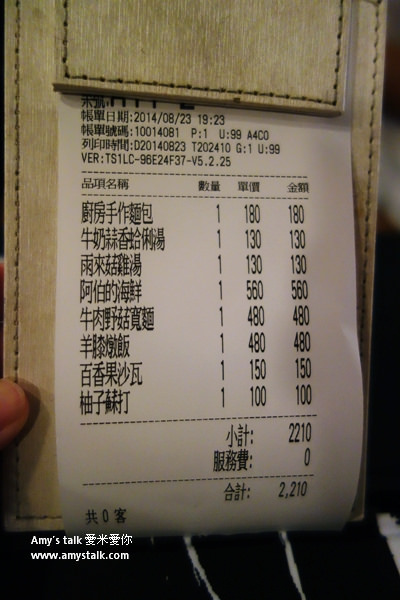 帳單日期:2014/08/23 19:23
帳單號碼:10014081 P:1 U:99 A4C0
列印時間:D20140823 T202410 G:1 U:99
VER:TS1LC-96E24F37-V5.2.25
品項名稱 數量 單價 金額
廚房手作麵包 1 180 180
牛奶蒜香蛤俐湯 1 130 130
雨來菇雞湯 1 130 130
阿伯的海鮮 1 560 560
牛肉野菇寬麵 1 480 480
羊膝燉飯 1 480 480
百香果沙瓦 1 150 150
柚子蘇打 1 100 100
小計: 2210
服務費: 0
合計: 2,210
共 0 客
Amy's talk 愛米愛你
www.amystalk.com